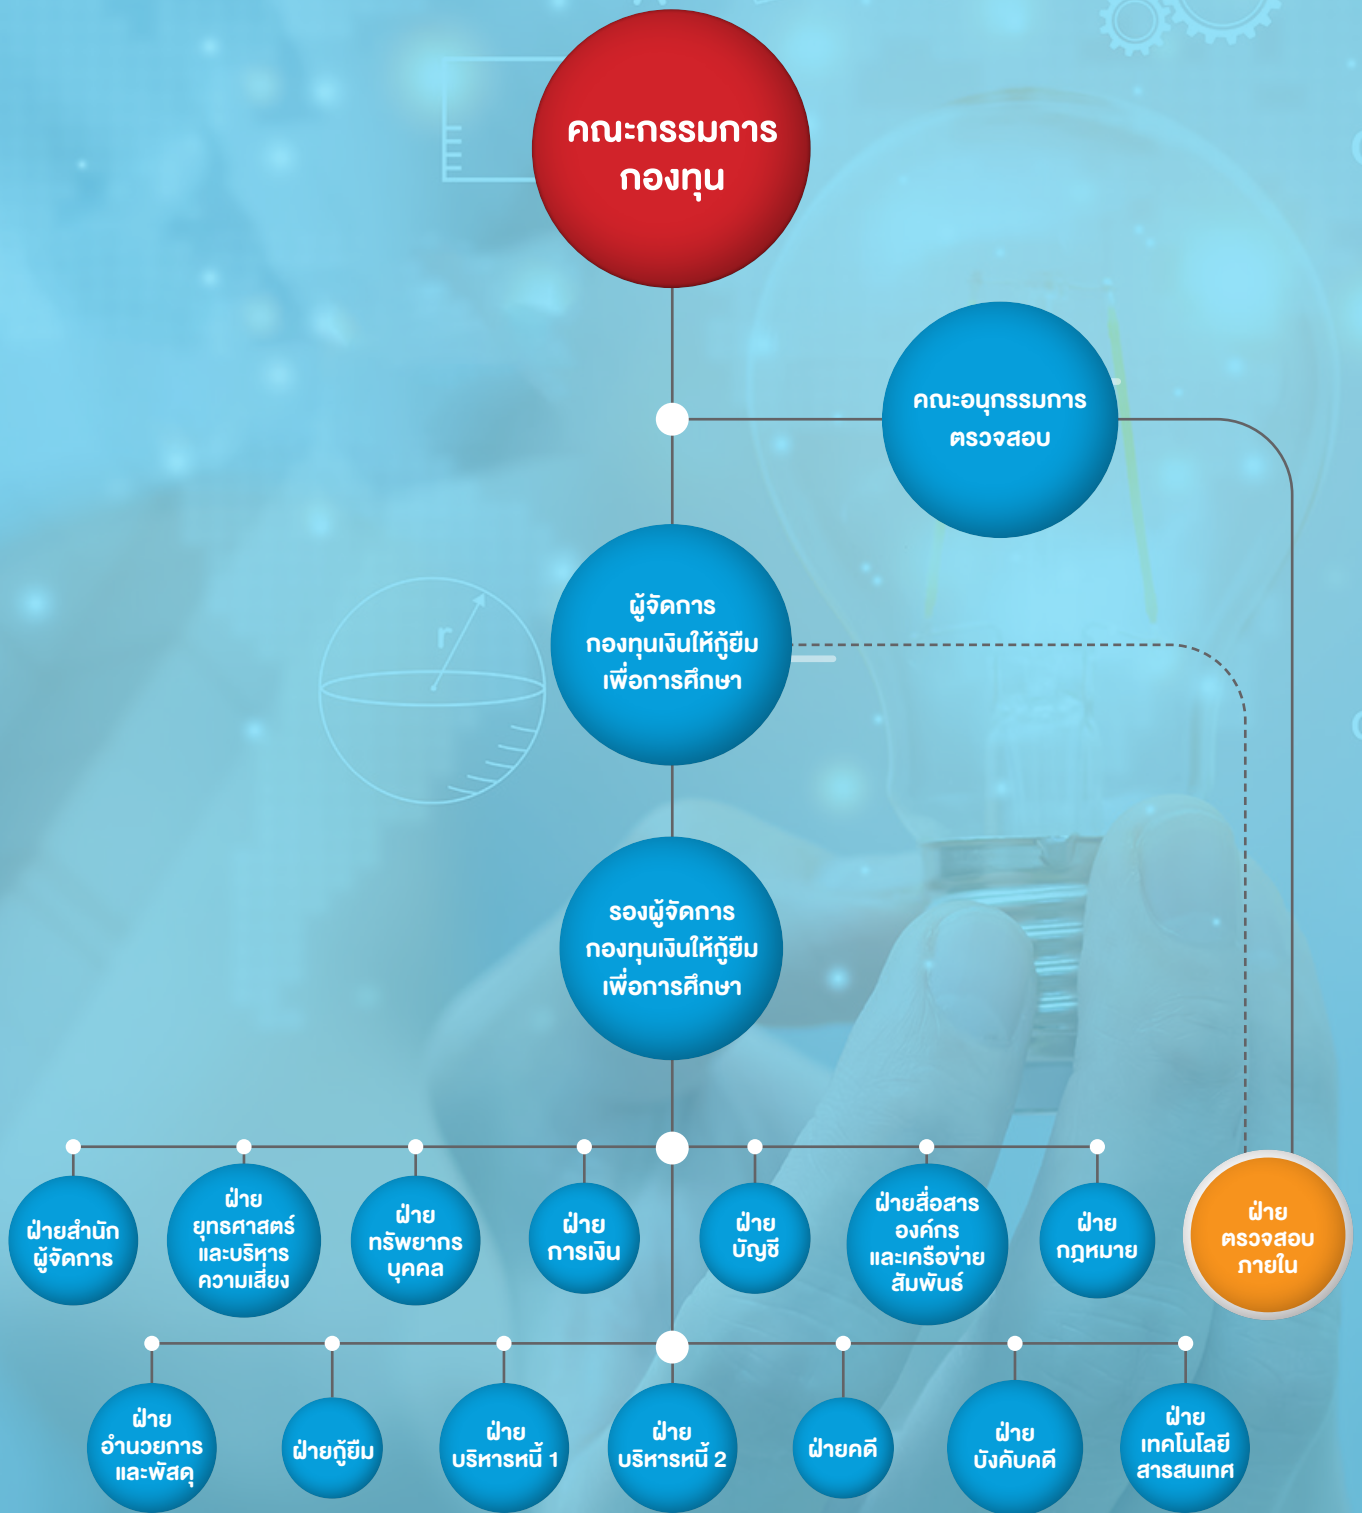 คณะกรรมการ
กองทุน
คณะอนุกรรมการ
ตรวจสอบ
ผู้จัดการ
กองทุนเงินให้กู้ยืม
เพื่อการศึกษา
r
รองผู้จัดการ
กองทุนเงินให้กู้ยืม
เพื่อการศึกษา
ฝ่ายสำนัก
ผู้จัดการ
ฝ่าย
ยุทธศาสตร์
และบริหาร
ความเสี่ยง
ฝ่าย
ทรัพยากร
บุคคล
ฝ่าย
การเงิน
ฝ่าย
บัญชี
ฝ่ายสื่อสาร
องค์กร
และเครือข่าย
สัมพันธ์
ฝ่าย
กฎหมาย
ฝ่าย
ตรวจสอบ
ภายใน
ฝ่าย
อำนวยการ
และพัสดุ
ฝ่ายกู้ยืม
ฝ่าย
บริหารหนี้ 1
ฝ่าย
บริหารหนี้ 2
ฝ่ายคดี
ฝ่าย
บังคับคดี
ฝ่าย
เทคโนโลยี
สารสนเทศ